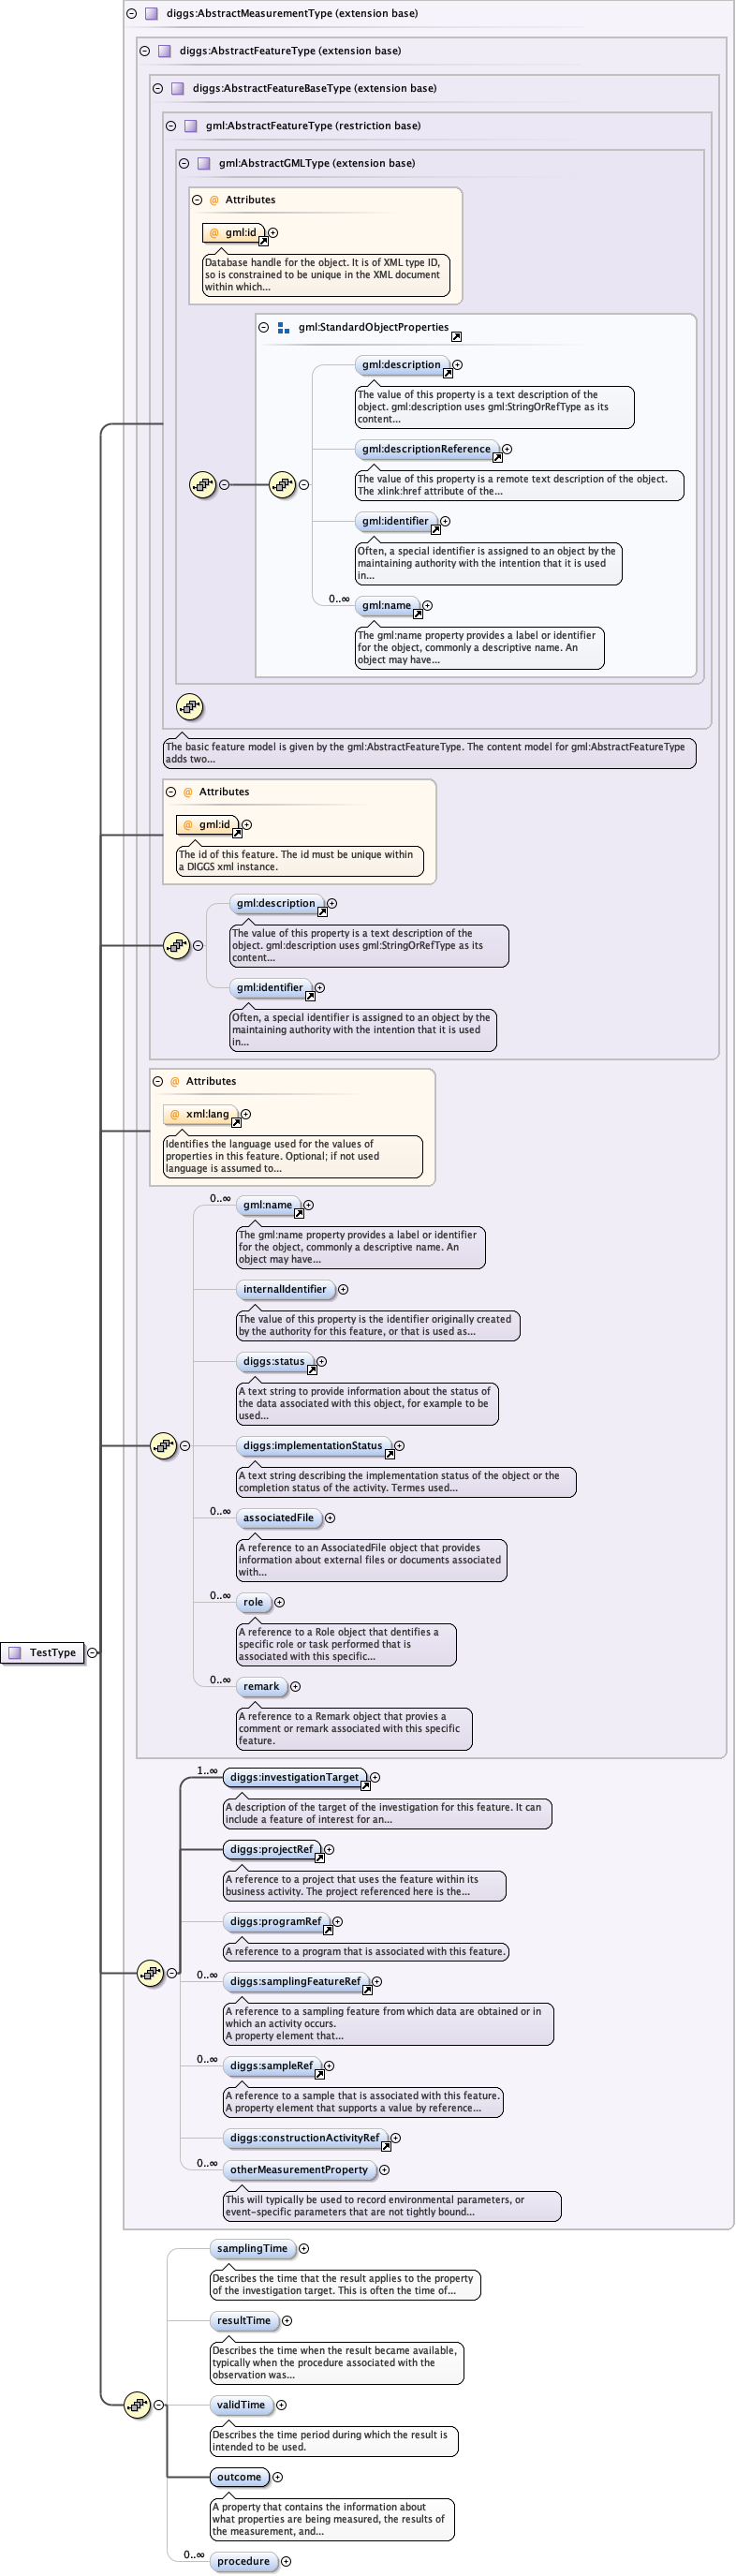 diggs:AbstractMeasurementType (extension base)
diggs:AbstractFeatureType (extension base)
diggs:AbstractFeatureBaseType (extension base)
gml:AbstractFeatureType (restriction base)
gml:AbstractGMLType (extension base)
@ Attributes
@ gml:id
Database handle for the object. It is of XML type ID,
so is constrained to be unique in the XML document
within which...
gml:StandardObjectProperties
gml:description
The value of this property is a text description of the
object. gml:description uses gml:StringOrRefType as its
content...
gml:descriptionReference
The value of this property is a remote text description of the object.
The xlink:href attribute of the...
gml:identifier
Often, a special identifier is assigned to an object by the
maintaining authority with the intention that it is used
in...
0..∞
gml:name
The gml:name property provides a label or identifier
for the object, commonly a descriptive name. An
object may have...
The basic feature model is given by the gml:AbstractFeatureType. The content model for gml:AbstractFeatureType
adds two...
@ Attributes
@ gml:id
The id of this feature. The id must be unique within
a DIGGS xml instance.
gml:description
The value of this property is a text description of the
object. gml:description uses gml:StringOrRefType as its
content...
gml:identifier
Often, a special identifier is assigned to an object by the
maintaining authority with the intention that it is used
in...
@ Attributes
@ xml:lang
Identifies the language used for the values of
properties in this feature. Optional; if not used
language is assumed to...
0..∞
gml:name
The gml:name property provides a label or identifier
for the object, commonly a descriptive name. An
object may have...
internalIdentifier
The value of this property is the identifier originally created
by the authority for this feature, or that is used as...
diggs:status
A text string to provide information about the status of
the data associated with this object, for example to be
used...
diggs:implementationStatus
A text string describing the implementation status of the object or the
completion status of the activity. Termes used...
0..∞
associatedFile
A reference to an AssociatedFile object that provides
information about external files or documents associated
with...
0..∞
role
A reference to a Role object that dentifies a
specific role or task performed that is
associated with this specific...
TestType
0..∞
remark
A reference to a Remark object that provies a
comment or remark associated with this specific
feature.
1..∞
diggs:investigationTarget
A description of the target of the investigation for this feature. It can
include a feature of interest for an...
diggs:projectRef
A reference to a project that uses the feature within its
business activity. The project referenced here is the...
diggs:programRef
A reference to a program that is associated with this feature.
0..∞
diggs:samplingFeatureRef
A reference to a sampling feature from which data are obtained or in
which an activity occurs.
A property element that...
0..∞
diggs:sampleRef
A reference to a sample that is associated with this feature.
A property element that supports a value by reference...
diggs:constructionActivityRef
0..∞
otherMeasurementProperty
This will typically be used to record environmental parameters, or
event-specific parameters that are not tightly bound...
samplingTime
Describes the time that the result applies to the property
of the investigation target. This is often the time of...
resultTime
Describes the time when the result became available,
typically when the procedure associated with the
observation was...
validTime
Describes the time period during which the result is
intended to be used.
outcome
A property that contains the information about
what properties are being measured, the results of
the measurement, and...
0..∞
procedure